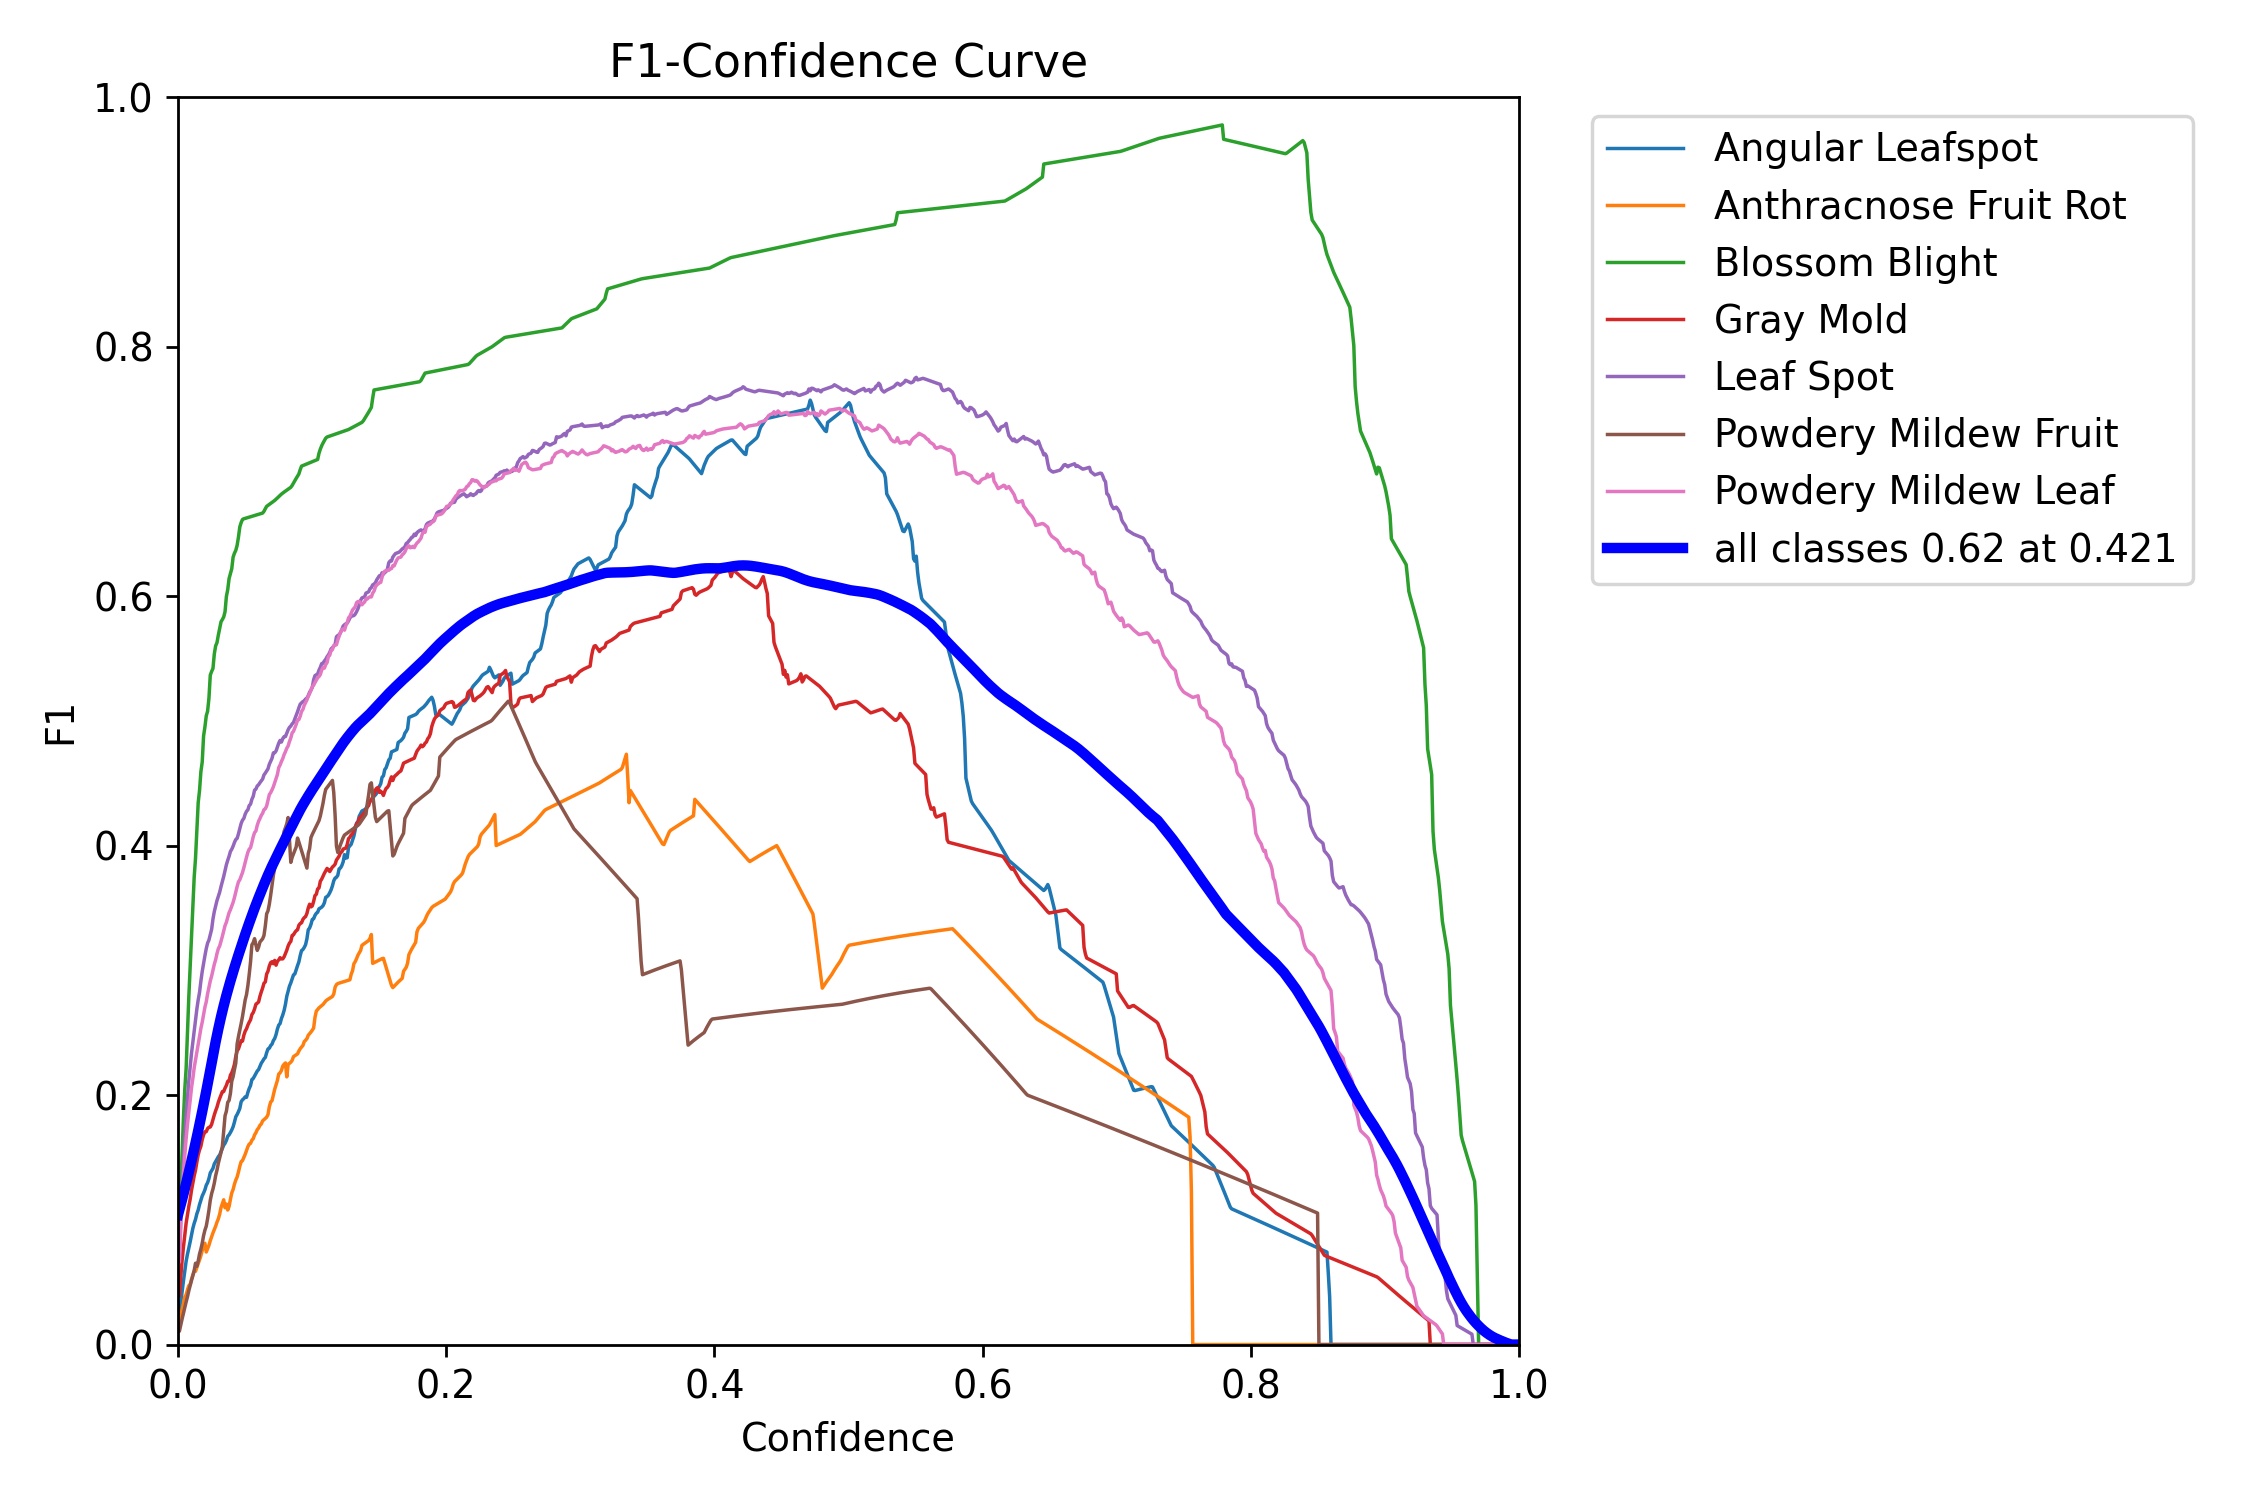 F1-Confidence Curve
1.0
0.8
0.6
0.4
0.2
0.0
F1
0.0 0.2 0.4 0.6 0.8 1.0
Confidence
Angular Leafspot
Anthracnose Fruit Rot
Blossom Blight
Gray Mold
Leaf Spot
Powdery Mildew Fruit
Powdery Mildew Leaf
all classes 0.62 at 0.421